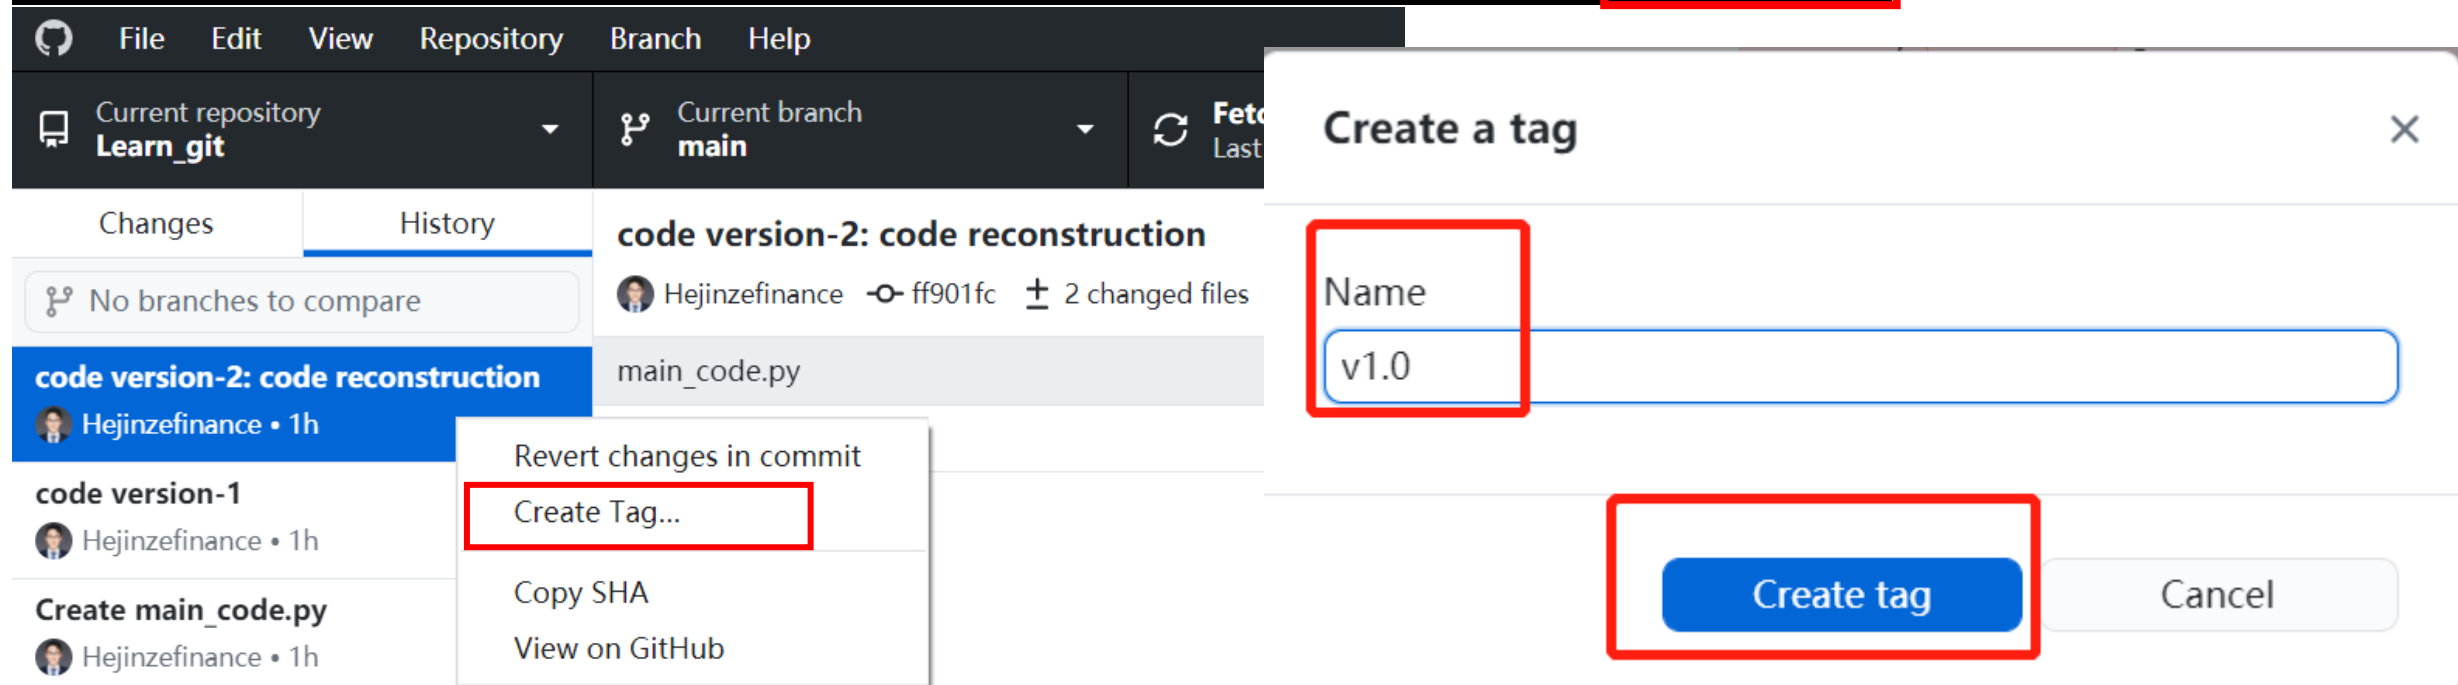 File Edit View Repository Branch Help
Current repository
Learn_git
Current branch
main
Fetc
Last
Changes
History
No branches to compare
code version-2: code reconstruction
Hejinzefinance • 1h
code version-1
Hejinzefinance • 1h
Create main_code.py
Hejinzefinance • 1h
code version-2: code reconstruction
Hejinzefinance ff901fc 2 changed files
main_code.py
Revert changes in commit
Create Tag...
Copy SHA
View on GitHub
Create a tag
Name
v1.0
Create tag
Cancel